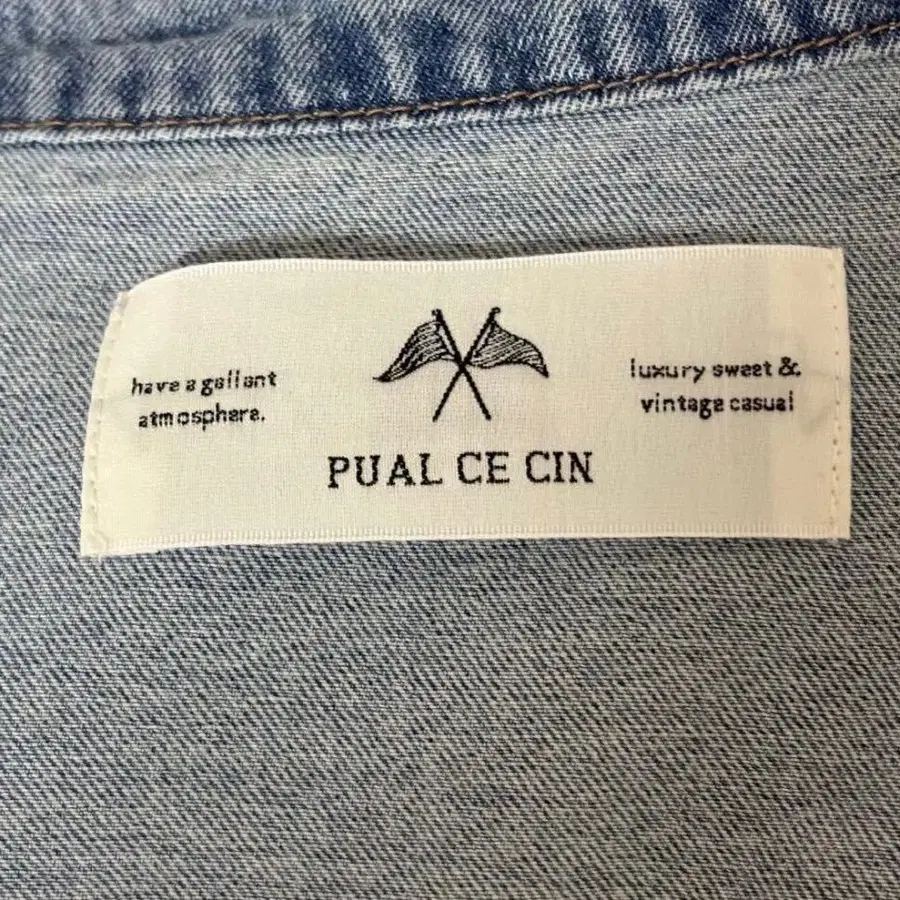 have a gallant
atmosphere.
luxury sweet &
vintage casual
PUAL CE CIN